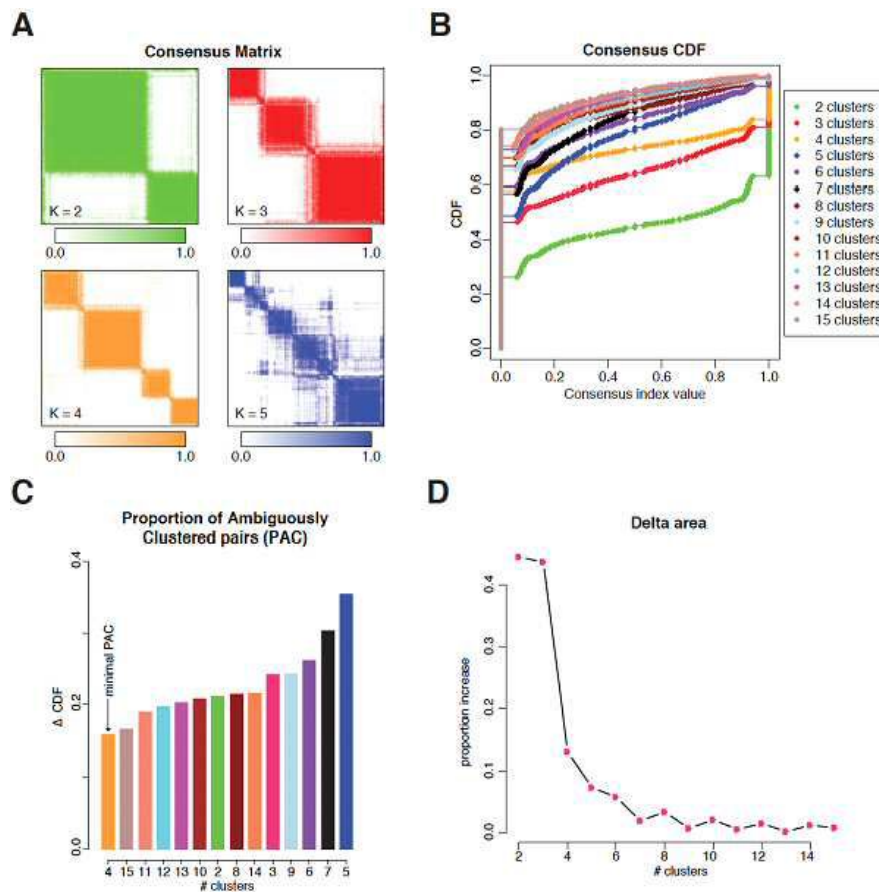 A
Consensus Matrix
K = 2
0.0 1.0
K = 3
0.0 1.0
K = 4
0.0 1.0
K = 5
0.0 1.0
B
Consensus CDF
CDF
1.0
0.8
0.6
0.4
0.2
0.0
0.0 0.2 0.4 0.6 0.8 1.0
Consensus index value
2 clusters
3 clusters
4 clusters
5 clusters
6 clusters
7 clusters
8 clusters
9 clusters
10 clusters
11 clusters
12 clusters
13 clusters
14 clusters
15 clusters
C
Proportion of Ambiguously
Clustered pairs (PAC)
Δ CDF
0.4
0.2
0.0
minimal PAC
4 15 11 12 13 10 2 8 14 3 9 6 7 5
# clusters
D
Delta area
proportion increase
0.4
0.3
0.2
0.1
0.0
2 4 6 8 10 12 14
# clusters